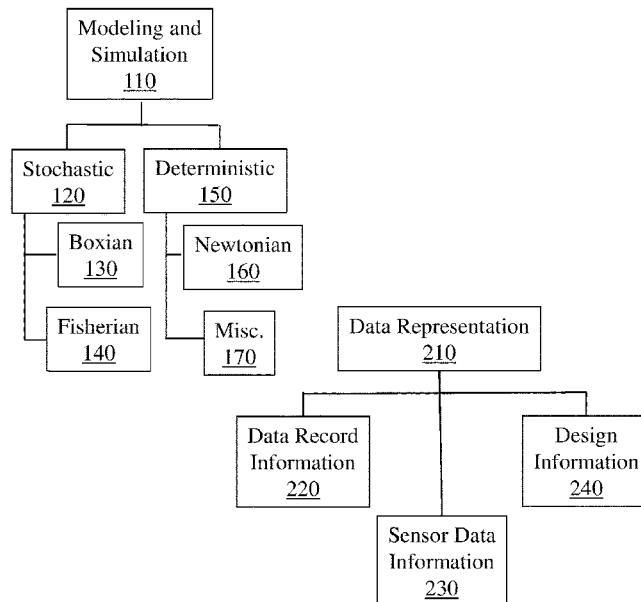 Modeling and
Simulation
110
Stochastic
120
Deterministic
150
Boxian
130
Newtonian
160
Fisherian
140
Misc.
170
Data Representation
210
Data Record
Information
220
Design
Information
240
Sensor Data
Information
230